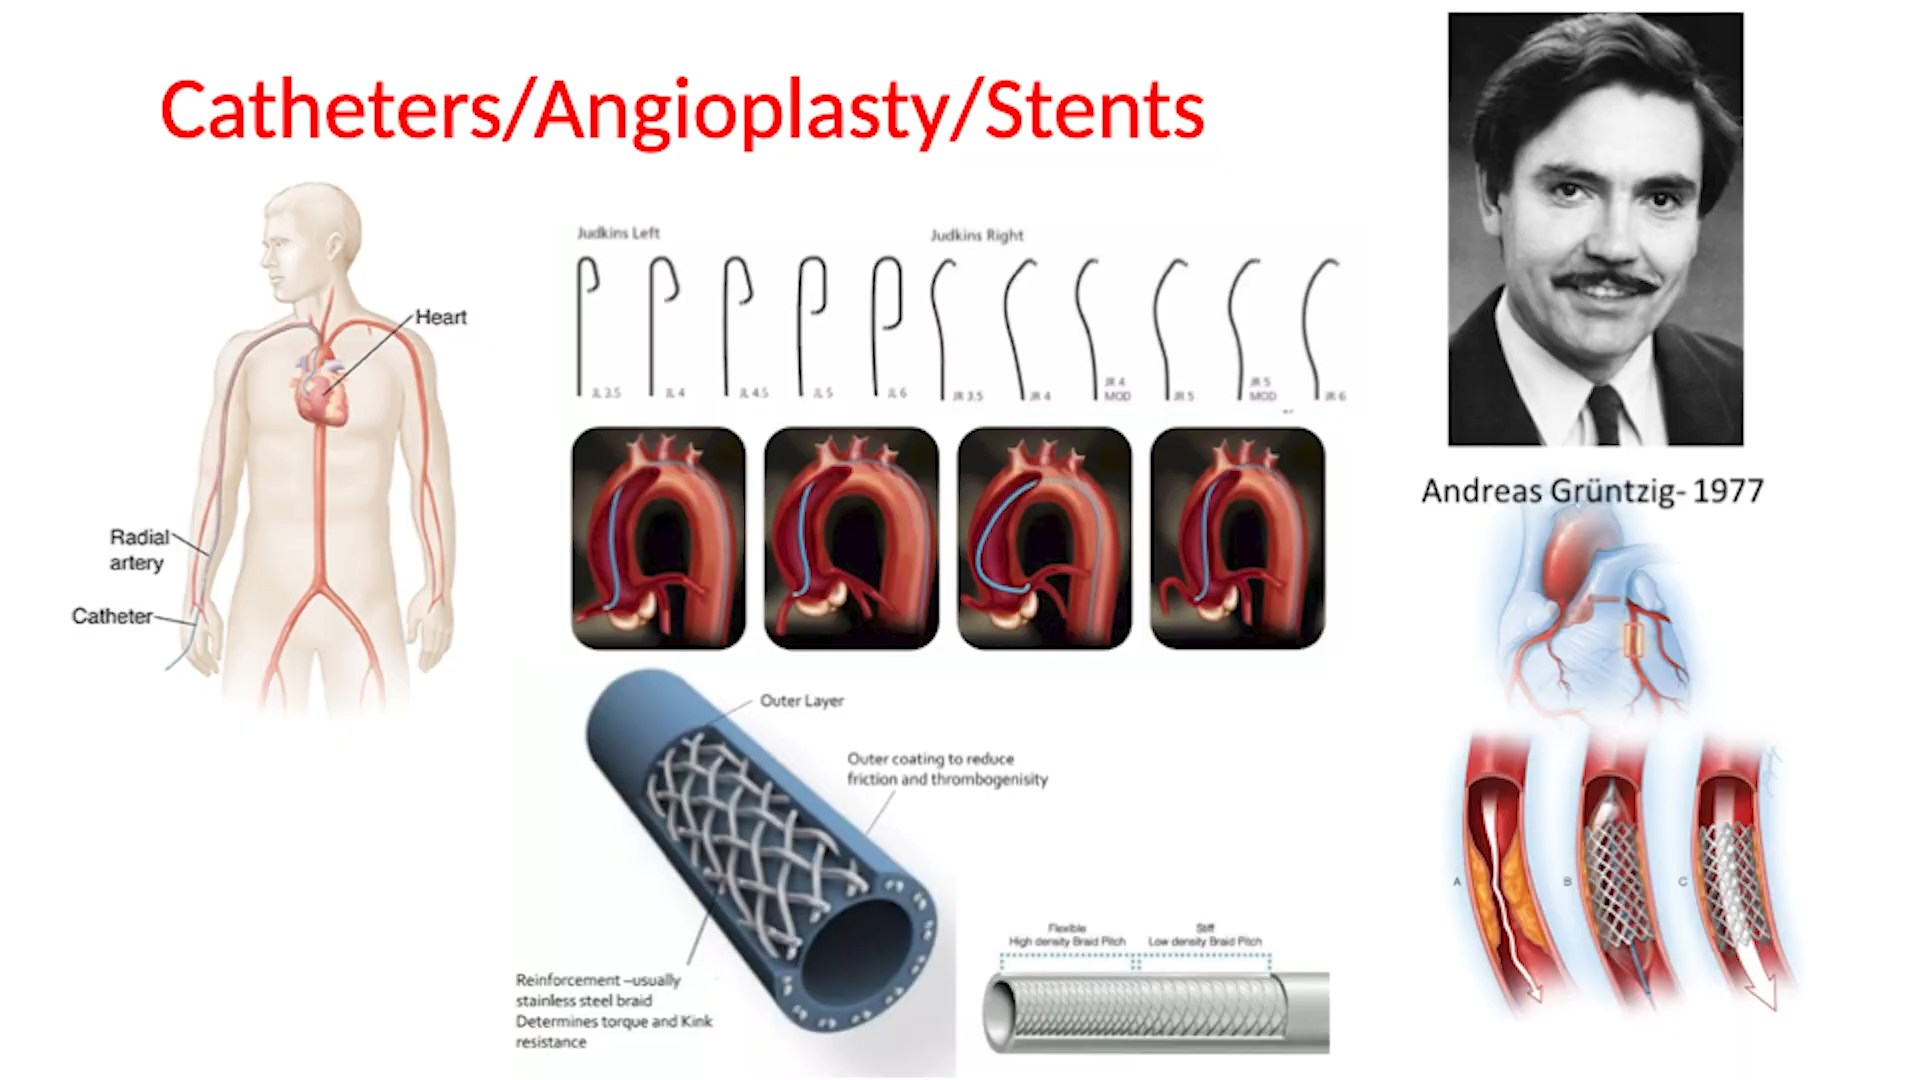 Catheters/Angioplasty/Stents
Heart
Radial
artery
Catheter
Judkins Left
Judkins Right
JL 3.5
JL 4
JL 4.5
JL 5
JL 6
JR 3.5
JR 4
JR 4
MOD
JR 5
JR 5
MOD
JR 6
Andreas Grüntzig- 1977
Outer Layer
Outer coating to reduce
friction and thrombogenisity
Reinforcement –usually
stainless steel braid
Determines torque and Kink
resistance
Flexible
High density Braid Pitch
Stiff
Low density Braid Pitch
A
B
C